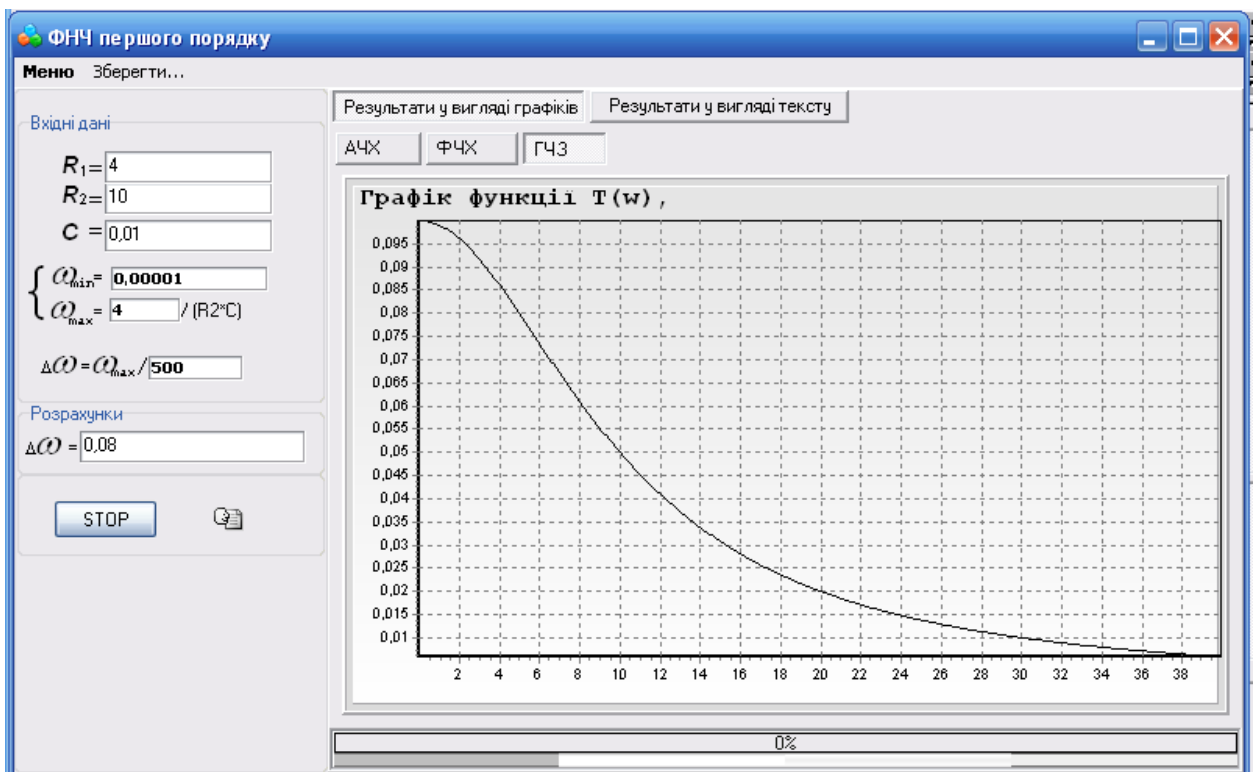 ФНЧ першого порядку
Меню Зберегти...
Результати у вигляді графіків Результати у вигляді тексту
Вхідні дані
R1= 4
R2= 10
C = 0,01
ωmin= 0,00001
ωmax= 4 / (R2*C)
Δω=ωmax/ 500
Розрахунки
Δω = 0,08
STOP
АЧХ ФЧХ ГЧЗ
Графік функції T(w),
0,095
0,09
0,085
0,08
0,075
0,07
0,065
0,06
0,055
0,05
0,045
0,04
0,035
0,03
0,025
0,02
0,015
0,01
2 4 6 8 10 12 14 16 18 20 22 24 26 28 30 32 34 36 38
0%